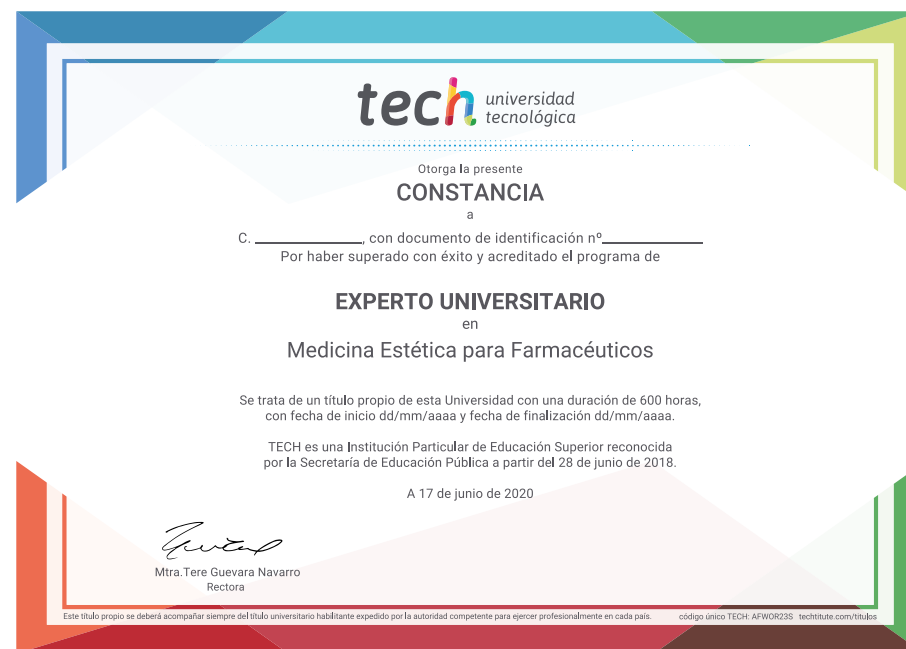 tech universidad
tecnológica
Otorga la presente
CONSTANCIA
a
C. ____________, con documento de identificación nº____________
Por haber superado con éxito y acreditado el programa de
EXPERTO UNIVERSITARIO
en
Medicina Estética para Farmacéuticos
Se trata de un título propio de esta Universidad con una duración de 600 horas,
con fecha de inicio dd/mm/aaaa y fecha de finalización dd/mm/aaaa.
TECH es una Institución Particular de Educación Superior reconocida
por la Secretaría de Educación Pública a partir del 28 de junio de 2018.
A 17 de junio de 2020
Mtra.Tere Guevara Navarro
Rectora
Este título propio se deberá acompañar siempre del título universitario habilitante expedido por la autoridad competente para ejercer profesionalmente en cada país. código único TECH: AFWOR23S techtitute.com/titulos